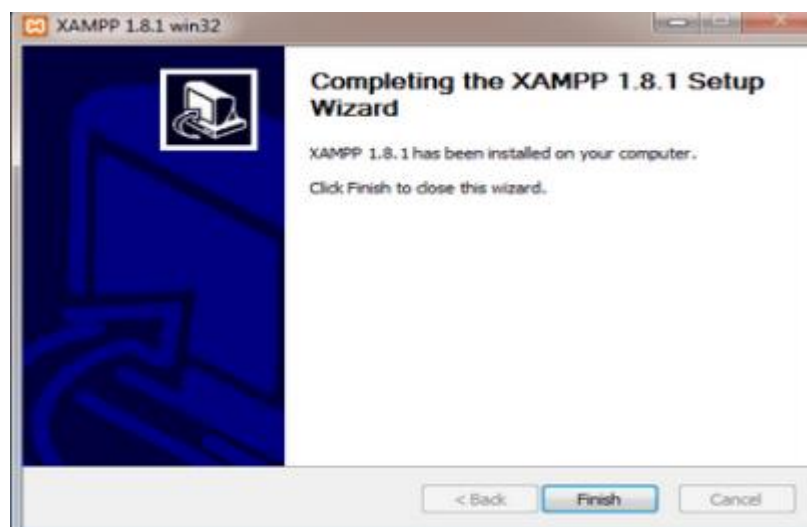 XAMPP 1.8.1 win32
Completing the XAMPP 1.8.1 Setup
Wizard
XAMPP 1.8.1 has been installed on your computer.
Click Finish to close this wizard.
< Back
Finish
Cancel